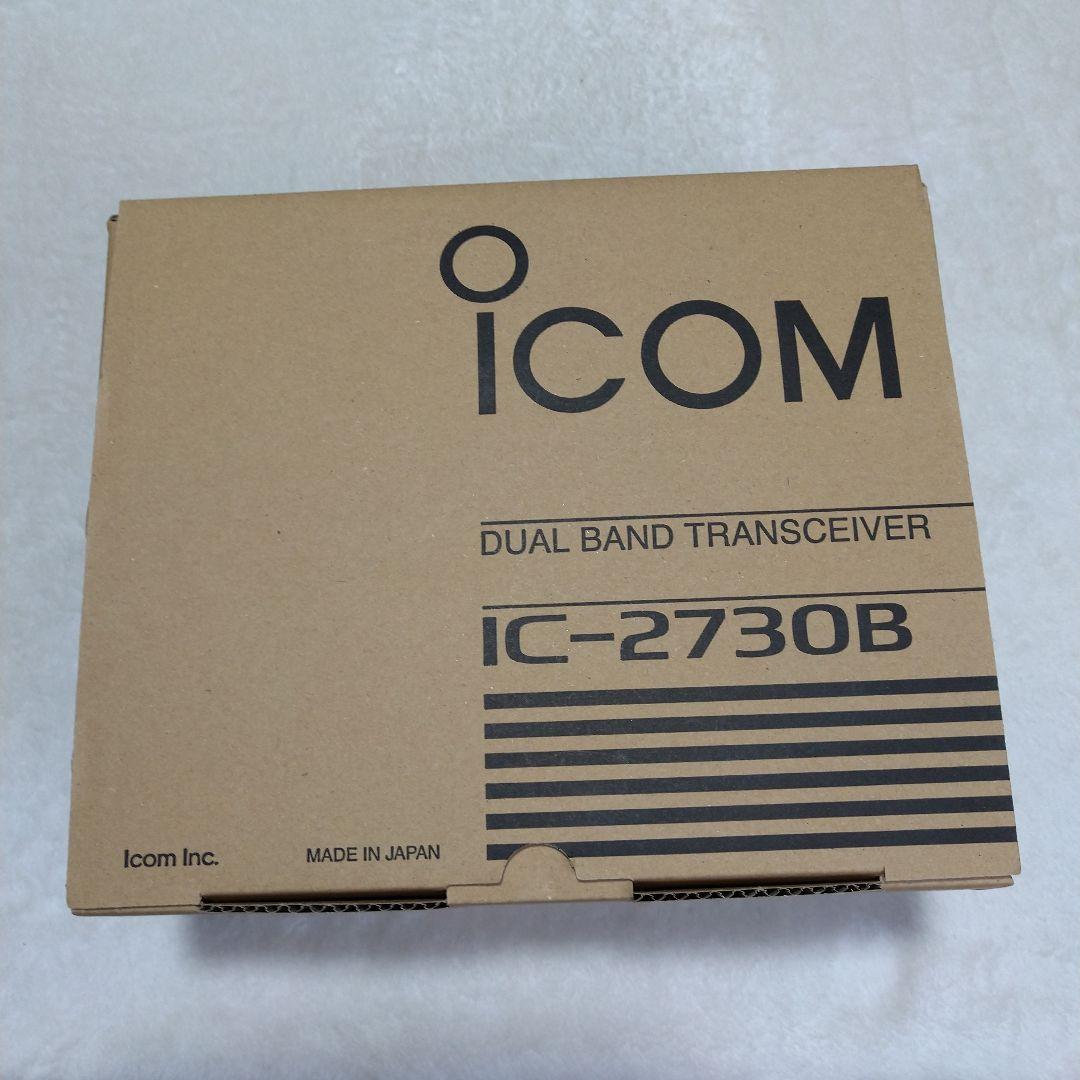 iCOM
DUAL BAND TRANSCEIVER
IC-2730B
Icom Inc.
MADE IN JAPAN